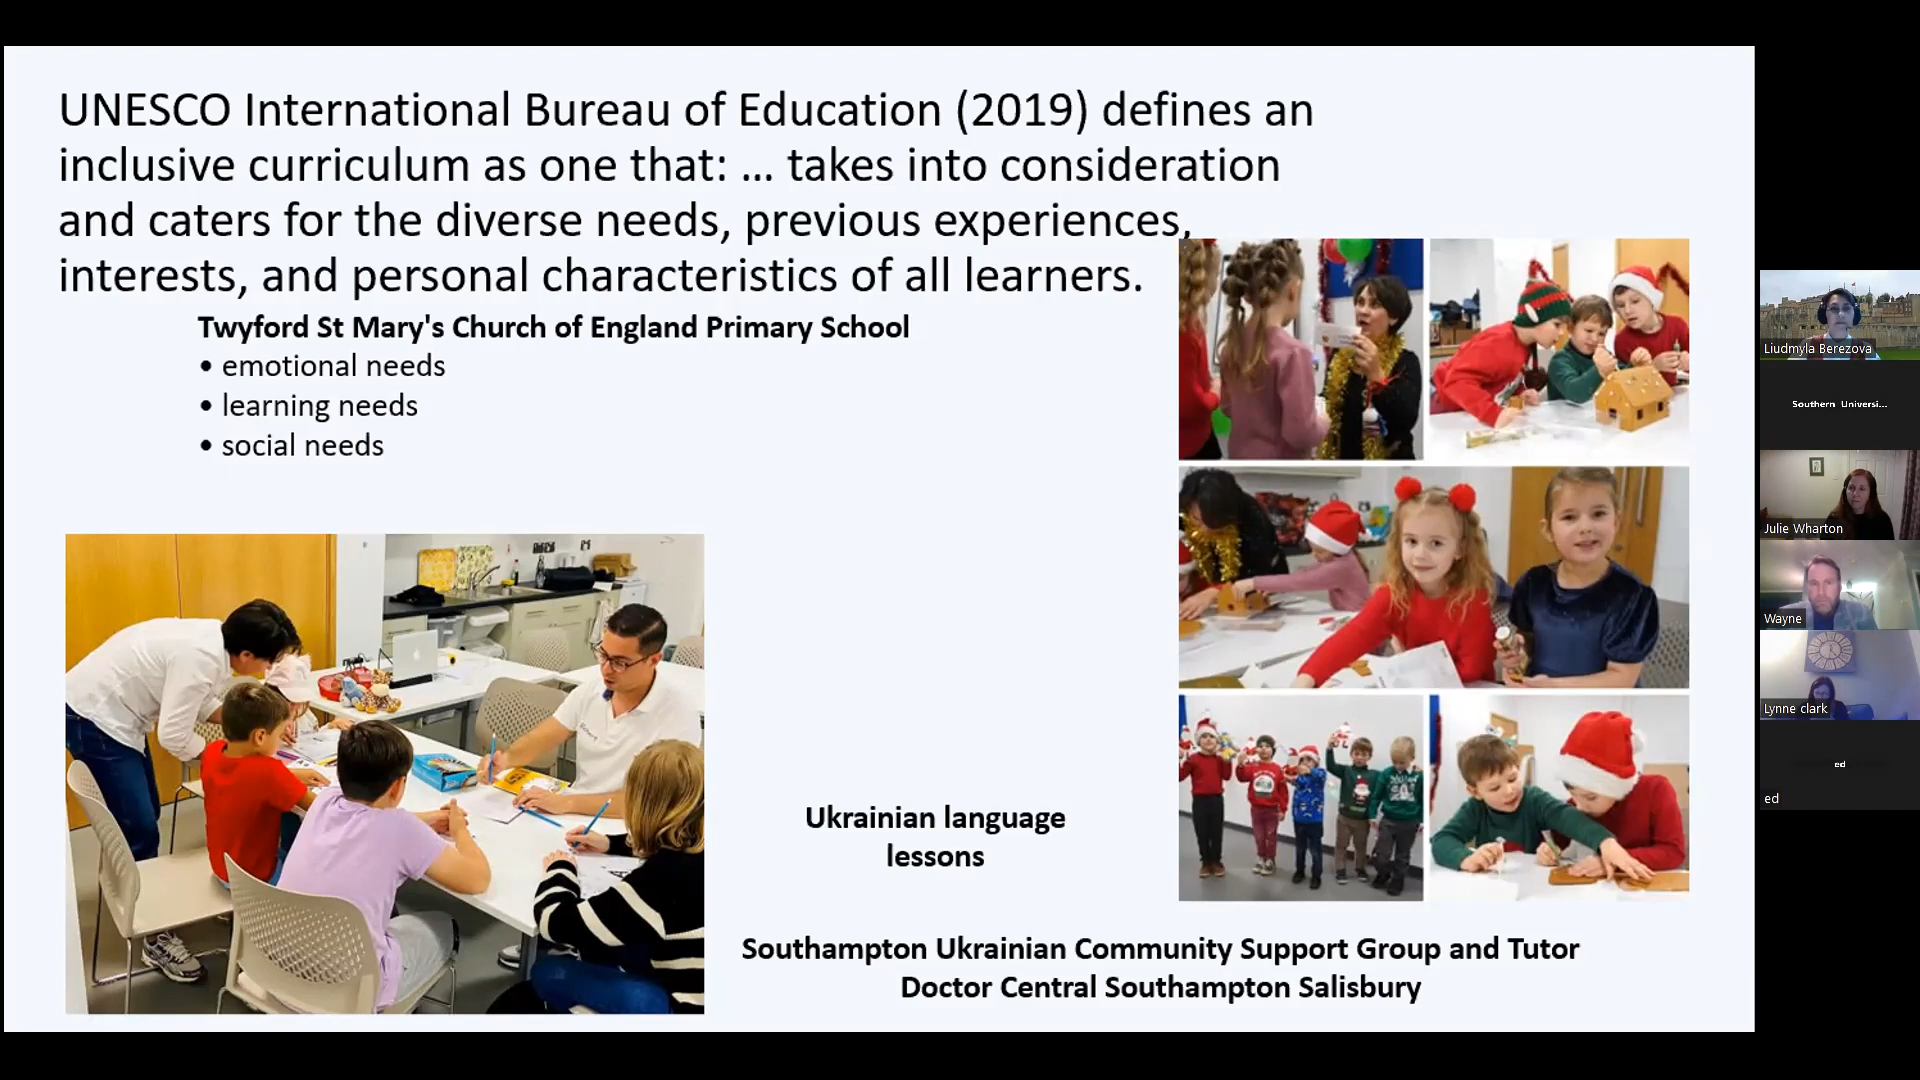 UNESCO International Bureau of Education (2019) defines an
inclusive curriculum as one that: … takes into consideration
and caters for the diverse needs, previous experiences,
interests, and personal characteristics of all learners.
Twyford St Mary's Church of England Primary School
• emotional needs
• learning needs
• social needs
Ukrainian language
lessons
Southampton Ukrainian Community Support Group and Tutor
Doctor Central Southampton Salisbury
Liudmyla Berezova
Southern Universi...
Julie Wharton
Wayne
Lynne clark
ed
ed